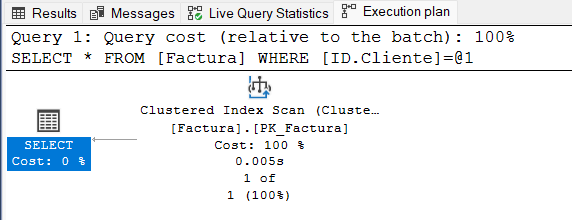 Results Messages Live Query Statistics Execution plan
Query 1: Query cost (relative to the batch): 100%
SELECT * FROM [Factura] WHERE [ID.Cliente]=@1
Clustered Index Scan (Cluste…
[Factura].[PK_Factura]
Cost: 100 %
0.005s
1 of
1 (100%)
SELECT
Cost: 0 %